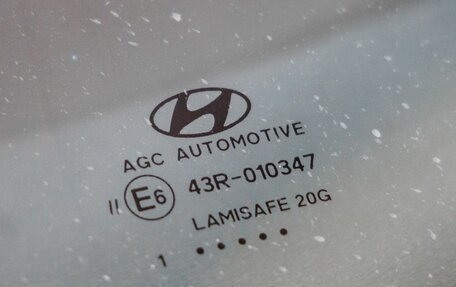 AGC AUTOMOTIVE
II E6 43R-010347
LAMISAFE 20G
1 •••••